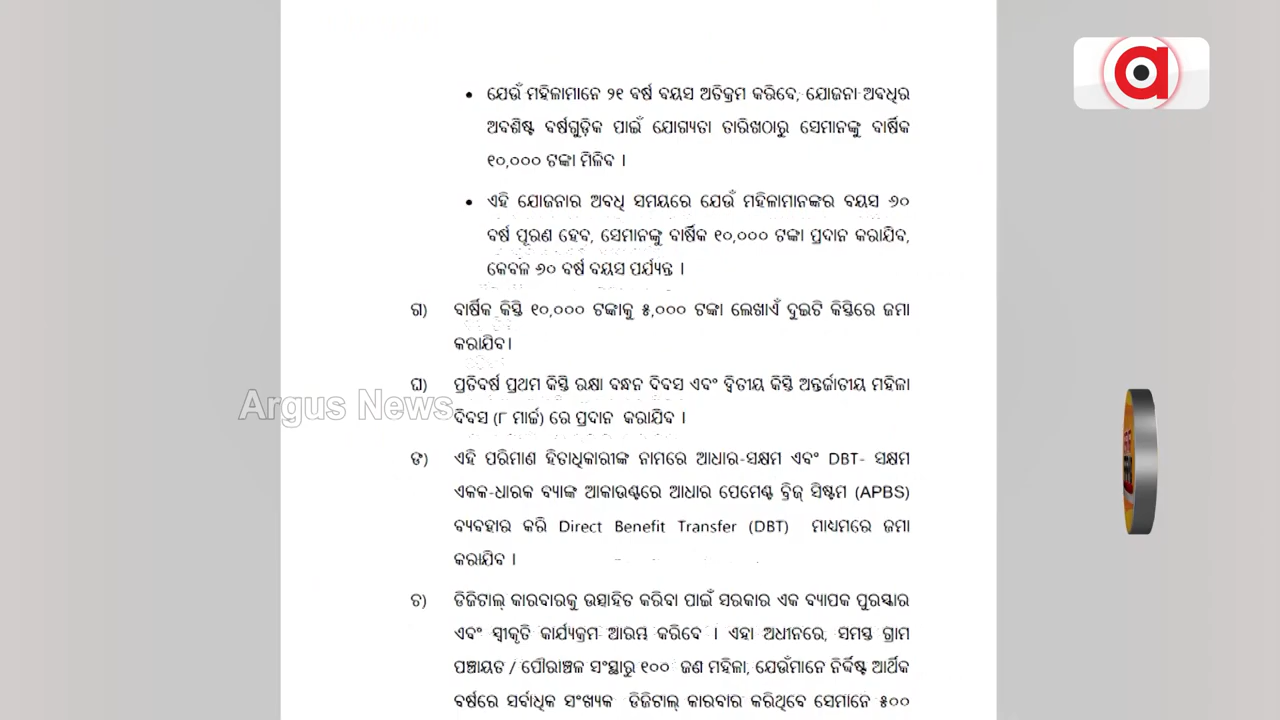 • ଯେଉଁ ମହିଳାମାନେ ୨୧ ବର୍ଷ ବୟସ ଅତିକ୍ରମ କରିବେ, ଯୋଜନା ଅବଧିର
ଅବଶିଷ୍ଟ ବର୍ଷଗୁଡ଼ିକ ପାଇଁ ଯୋଗ୍ୟତା ତାରିଖଠାରୁ ସେମାନଙ୍କୁ ବାର୍ଷିକ
୧୦,୦୦୦ ଟଙ୍କା ମିଳିବ ।
• ଏହି ଯୋଜନାର ଅବଧି ସମୟରେ ଯେଉଁ ମହିଳାମାନଙ୍କର ବୟସ ୬୦
ବର୍ଷ ପୂରଣ ହେବ, ସେମାନଙ୍କୁ ବାର୍ଷିକ ୧୦,୦୦୦ ଟଙ୍କା ପ୍ରଦାନ କରାଯିବ,
କେବଳ ୬୦ ବର୍ଷ ବୟସ ପର୍ଯ୍ୟନ୍ତ ।
ଗ) ବାର୍ଷିକ କିସ୍ତି ୧୦,୦୦୦ ଟଙ୍କାକୁ ୫,୦୦୦ ଟଙ୍କା ଲେଖାଏଁ ଦୁଇଟି କିସ୍ତିରେ ଜମା
କରାଯିବ।
ଘ) ପ୍ରତିବର୍ଷ ପ୍ରଥମ କିସ୍ତି ରକ୍ଷା ବନ୍ଧନ ଦିବସ ଏବଂ ଦ୍ୱିତୀୟ କିସ୍ତି ଅନ୍ତର୍ଜାତୀୟ ମହିଳା
Argus News
ଦିବସ (୮ ମାର୍ଚ୍ଚ) ରେ ପ୍ରଦାନ କରାଯିବ ।
ଙ) ଏହି ପରିମାଣ ହିତାଧିକାରୀଙ୍କ ନାମରେ ଆଧାର-ସକ୍ଷମ ଏବଂ DBT- ସକ୍ଷମ
ଏକକ-ଧାରକ ବ୍ୟାଙ୍କ ଆକାଉଣ୍ଟରେ ଆଧାର ପେମେଣ୍ଟ ବ୍ରିଜ୍ ସିଷ୍ଟମ (APBS)
ବ୍ୟବହାର କରି Direct Benefit Transfer (DBT) ମାଧ୍ୟମରେ ଜମା
କରାଯିବ ।
ଚ) ଡିଜିଟାଲ୍ କାରବାରକୁ ଉତ୍ସାହିତ କରିବା ପାଇଁ ସରକାର ଏକ ବ୍ୟାପକ ପୁରସ୍କାର
ଏବଂ ସ୍ୱୀକୃତି କାର୍ଯ୍ୟକ୍ରମ ଆରମ୍ଭ କରିବେ । ଏହା ଅଧୀନରେ, ସମସ୍ତ ଗ୍ରାମ
ପଞ୍ଚାୟତ / ପୌରାଞ୍ଚଳ ସଂସ୍ଥାରୁ ୧୦୦ ଜଣ ମହିଳା, ଯେଉଁମାନେ ନିର୍ଦ୍ଦିଷ୍ଟ ଆର୍ଥିକ
ବର୍ଷରେ ସର୍ବାଧିକ ସଂଖ୍ୟକ ଡିଜିଟାଲ୍ କାରବାର କରିଥିବେ ସେମାନେ ୫୦୦